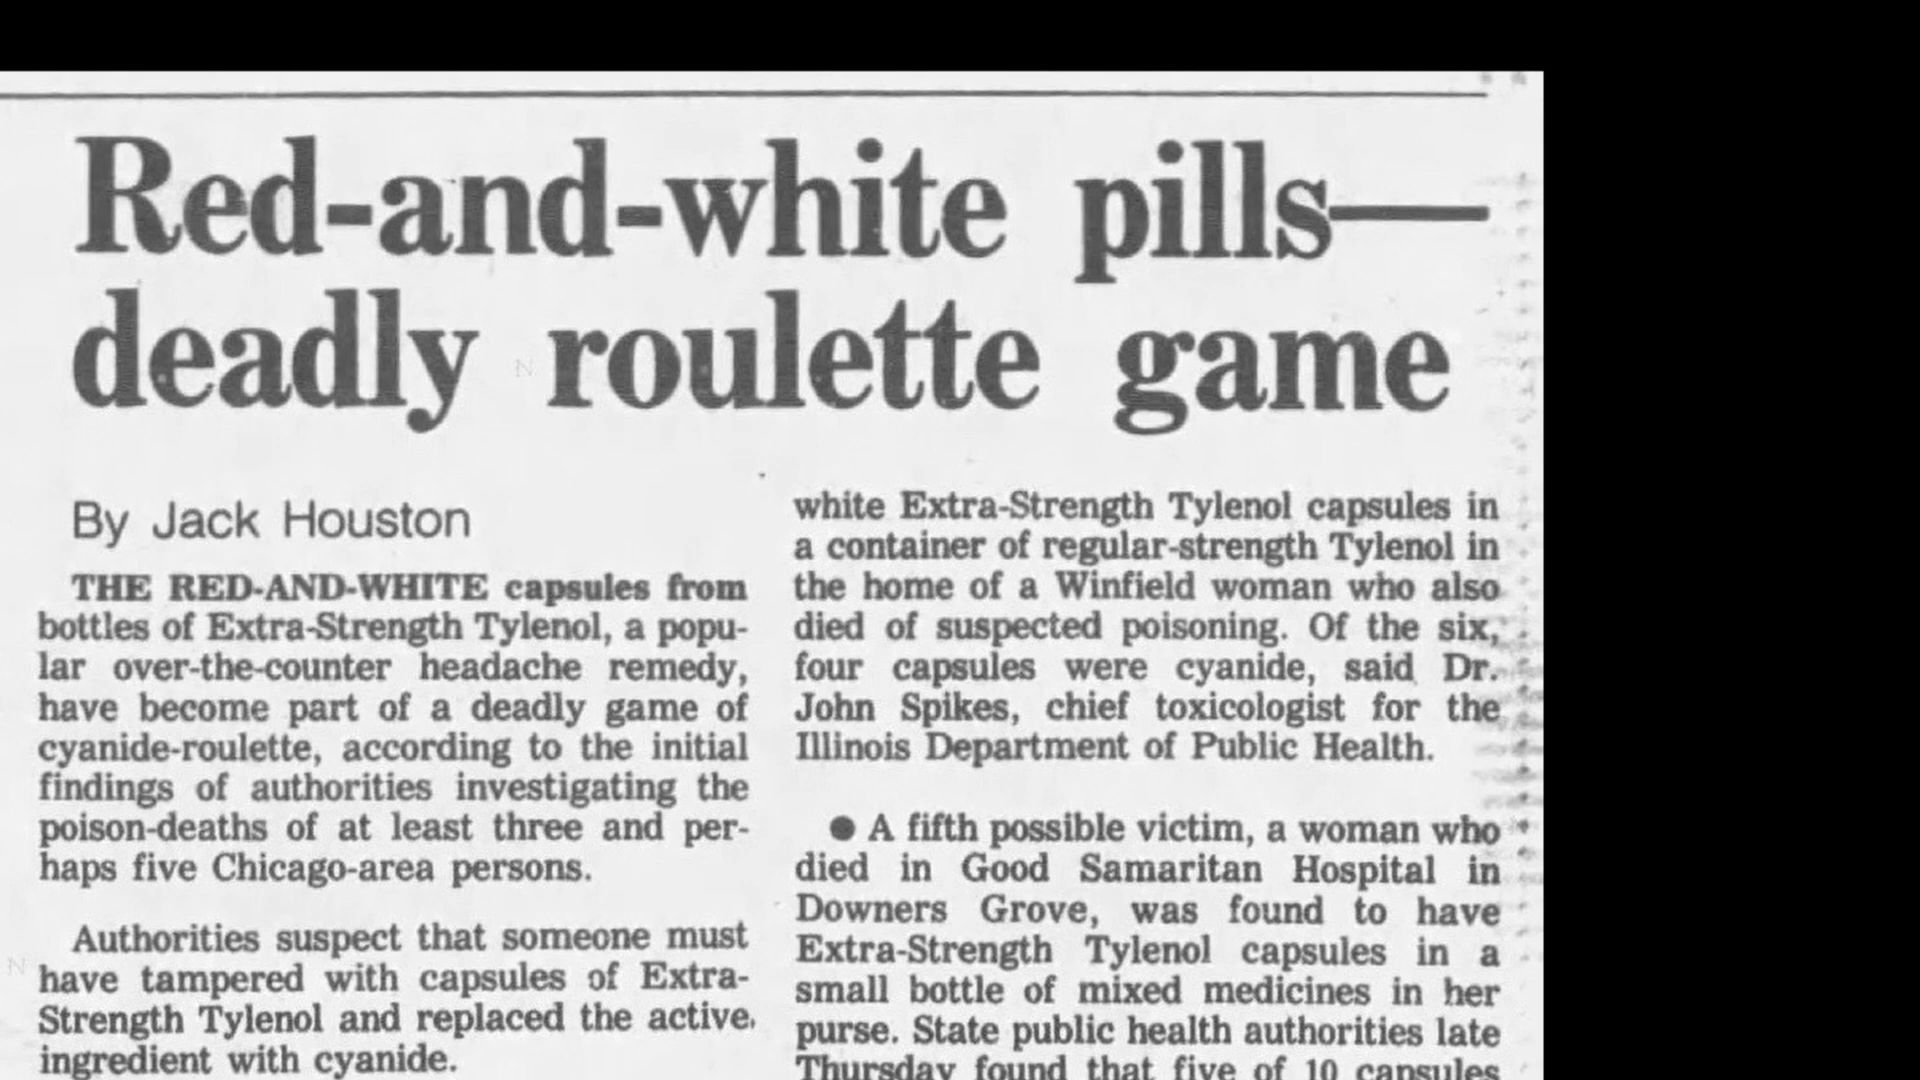 Red-and-white pills—
deadly roulette game
By Jack Houston
THE RED-AND-WHITE capsules from
bottles of Extra-Strength Tylenol, a popu-
lar over-the-counter headache remedy,
have become part of a deadly game of
cyanide-roulette, according to the initial
findings of authorities investigating the
poison-deaths of at least three and per-
haps five Chicago-area persons.
Authorities suspect that someone must
have tampered with capsules of Extra-
Strength Tylenol and replaced the active
ingredient with cyanide.
white Extra-Strength Tylenol capsules in
a container of regular-strength Tylenol in
the home of a Winfield woman who also
died of suspected poisoning. Of the six,
four capsules were cyanide, said Dr.
John Spikes, chief toxicologist for the
Illinois Department of Public Health.
● A fifth possible victim, a woman who
died in Good Samaritan Hospital in
Downers Grove, was found to have
Extra-Strength Tylenol capsules in a
small bottle of mixed medicines in her
purse. State public health authorities late
Thursday found that five of 10 capsules